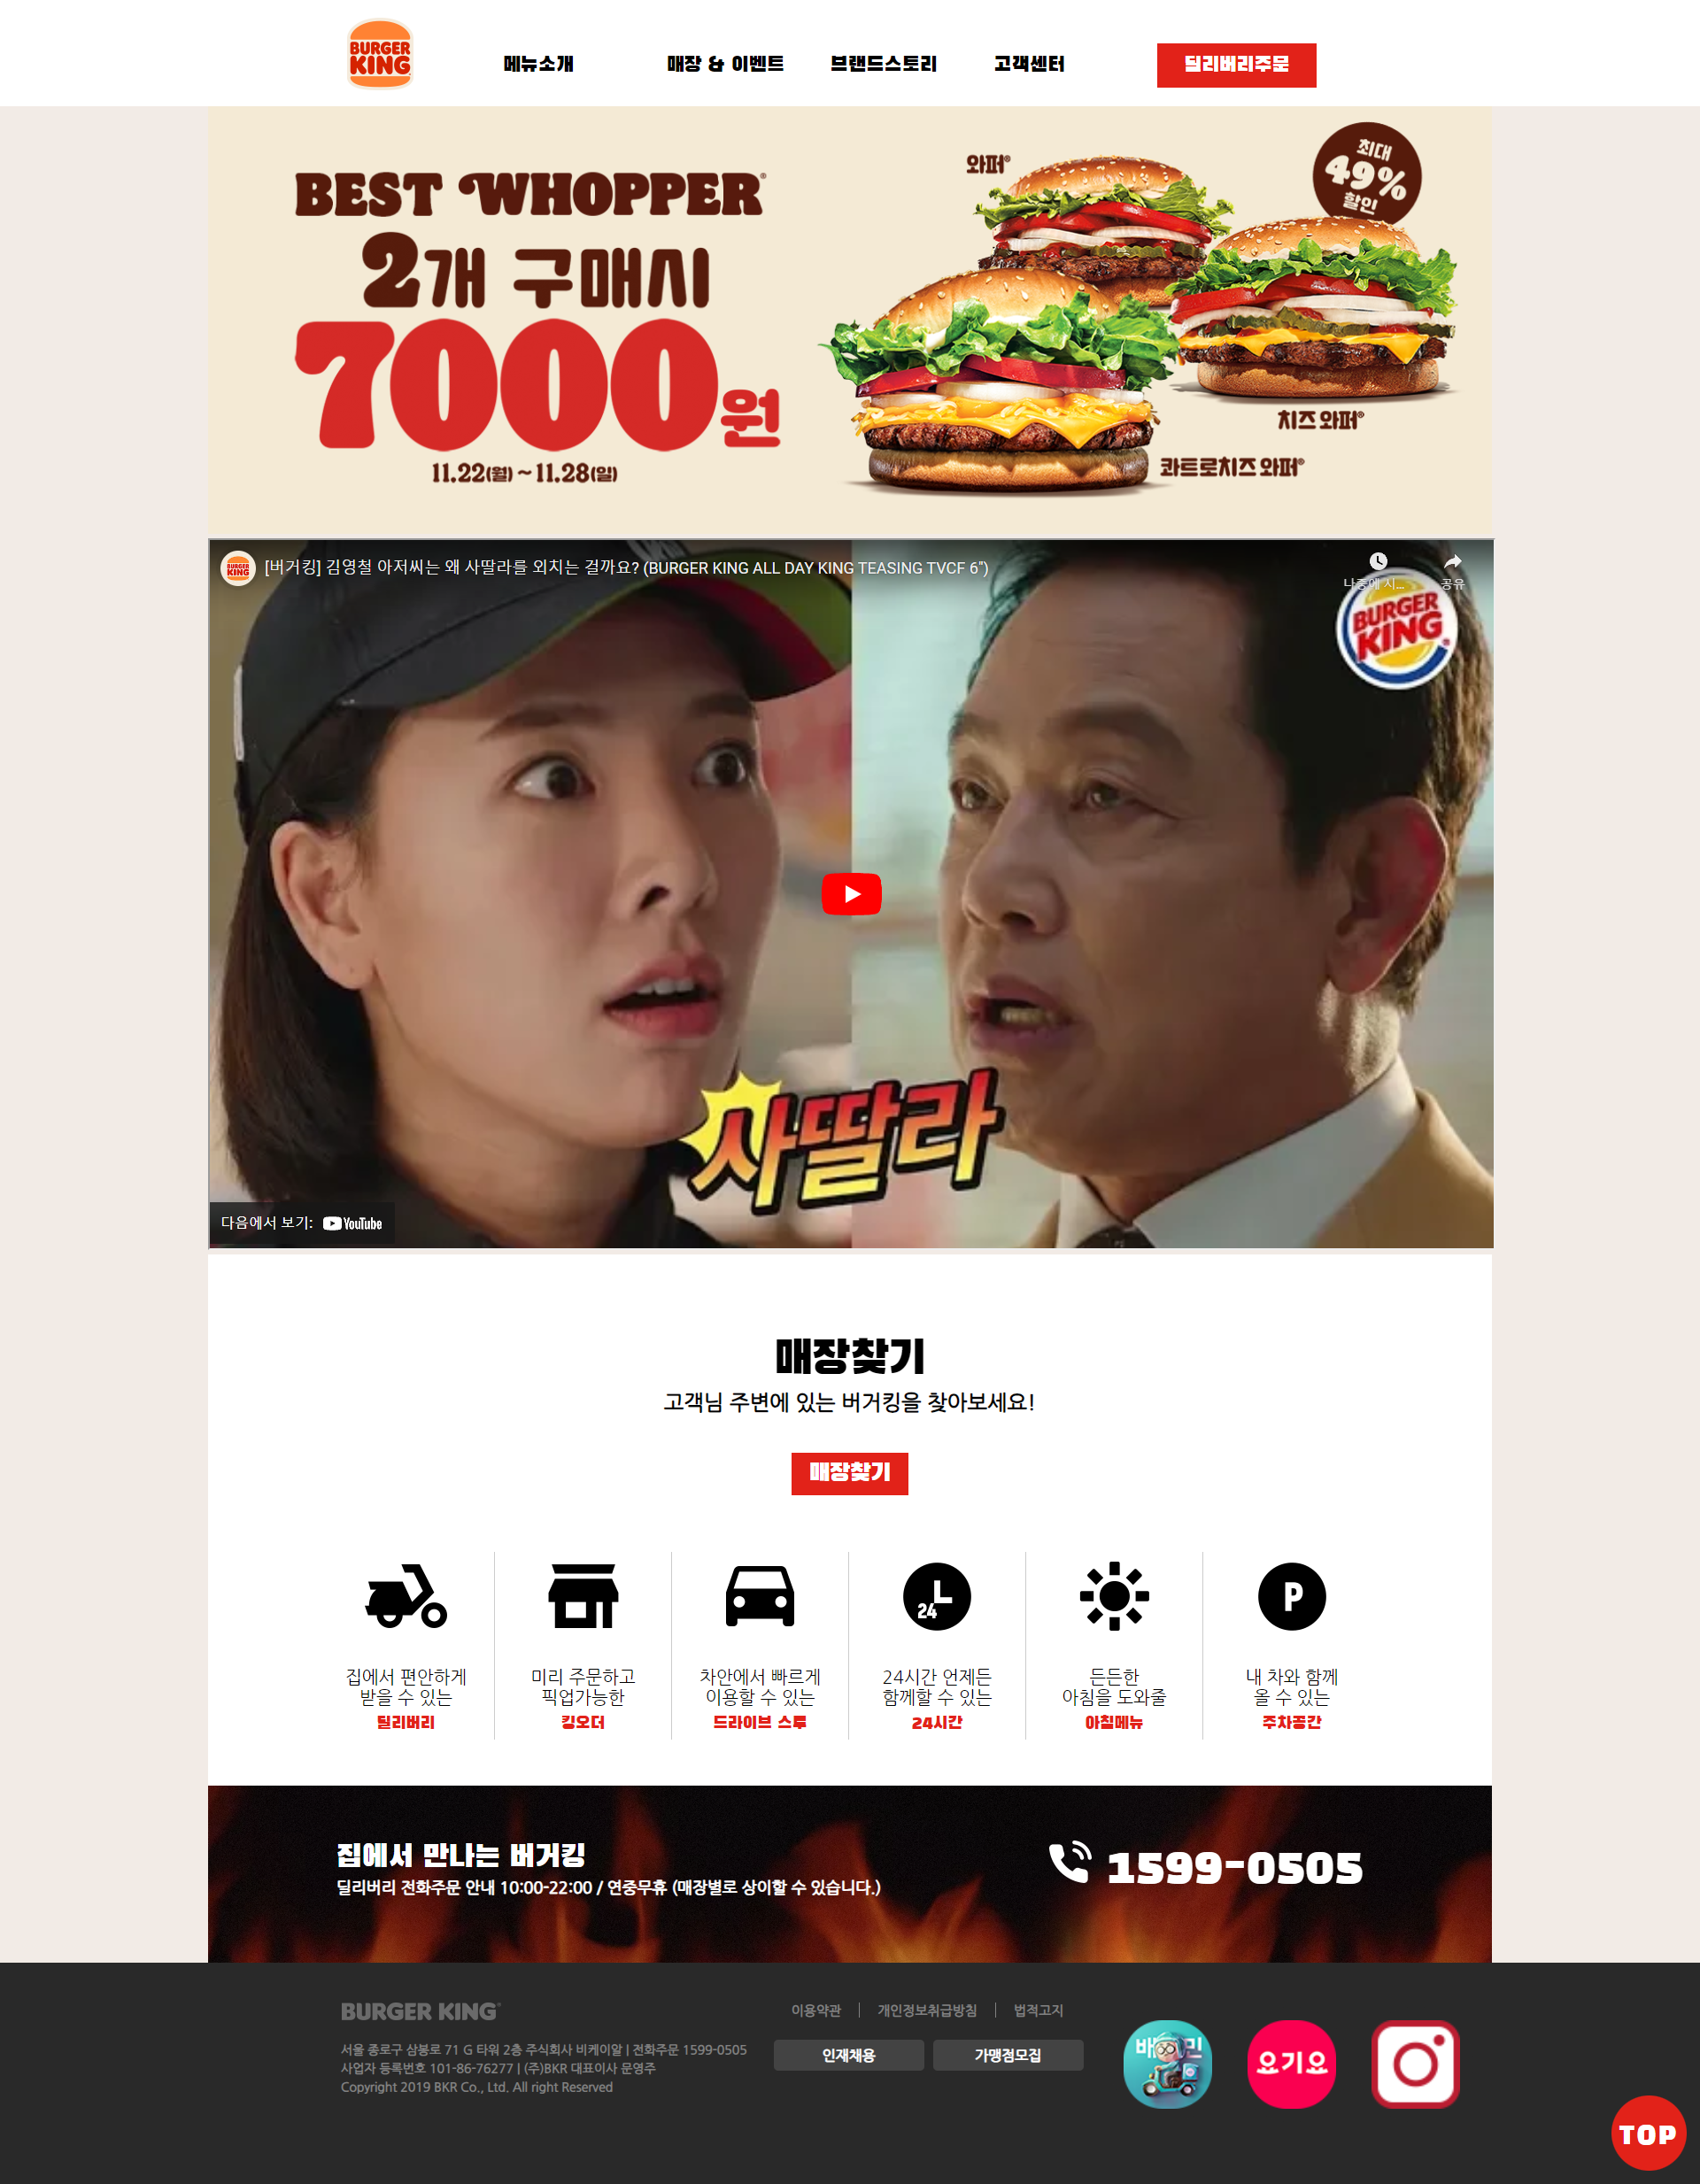 BURGER
KING
메뉴소개
매장 & 이벤트
브랜드스토리
고객센터
딜리버리주문
BEST WHOPPER®
2개 구매시
7000원
11.22(월) ~ 11.28(일)
와퍼®
최대
49%
할인
치즈 와퍼®
콰트로치즈 와퍼®
BURGER
KING
[버거킹] 김영철 아저씨는 왜 사딸라를 외치는 걸까요? (BURGER KING ALL DAY KING TEASING TVCF 6")
나중에 시...
공유
BURGER
KING®
사딸라
다음에서 보기: YouTube
매장찾기
고객님 주변에 있는 버거킹을 찾아보세요!
매장찾기
집에서 편안하게
받을 수 있는
딜리버리
미리 주문하고
픽업가능한
킹오더
차안에서 빠르게
이용할 수 있는
드라이브 스루
24
24시간 언제든
함께할 수 있는
24시간
든든한
아침을 도와줄
아침메뉴
P
내 차와 함께
올 수 있는
주차공간
집에서 만나는 버거킹
딜리버리 전화주문 안내 10:00-22:00 / 연중무휴 (매장별로 상이할 수 있습니다.)
1599-0505
BURGER KING®
서울 종로구 삼봉로 71 G 타워 2층 주식회사 비케이알 | 전화주문 1599-0505
사업자 등록번호 101-86-76277 | (주)BKR 대표이사 문영주
Copyright 2019 BKR Co., Ltd. All right Reserved
이용약관
개인정보취급방침
법적고지
인재채용
가맹점모집
배민
요기요
TOP